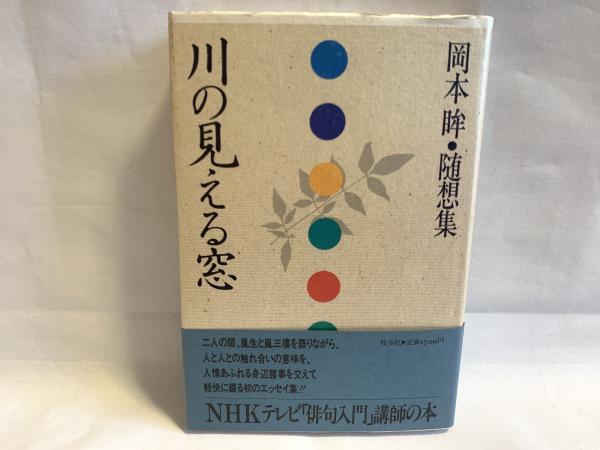 岡本 眸●随想集
川の見える窓
二人の師、風生と風三樓を語りながら、
人と人との触れ合いの意味を、
人情あふれる身辺諸事を交えて
軽快に綴る初のエッセイ集!!
牧羊社▶定価1700円
NHKテレビ「俳句入門」講師の本